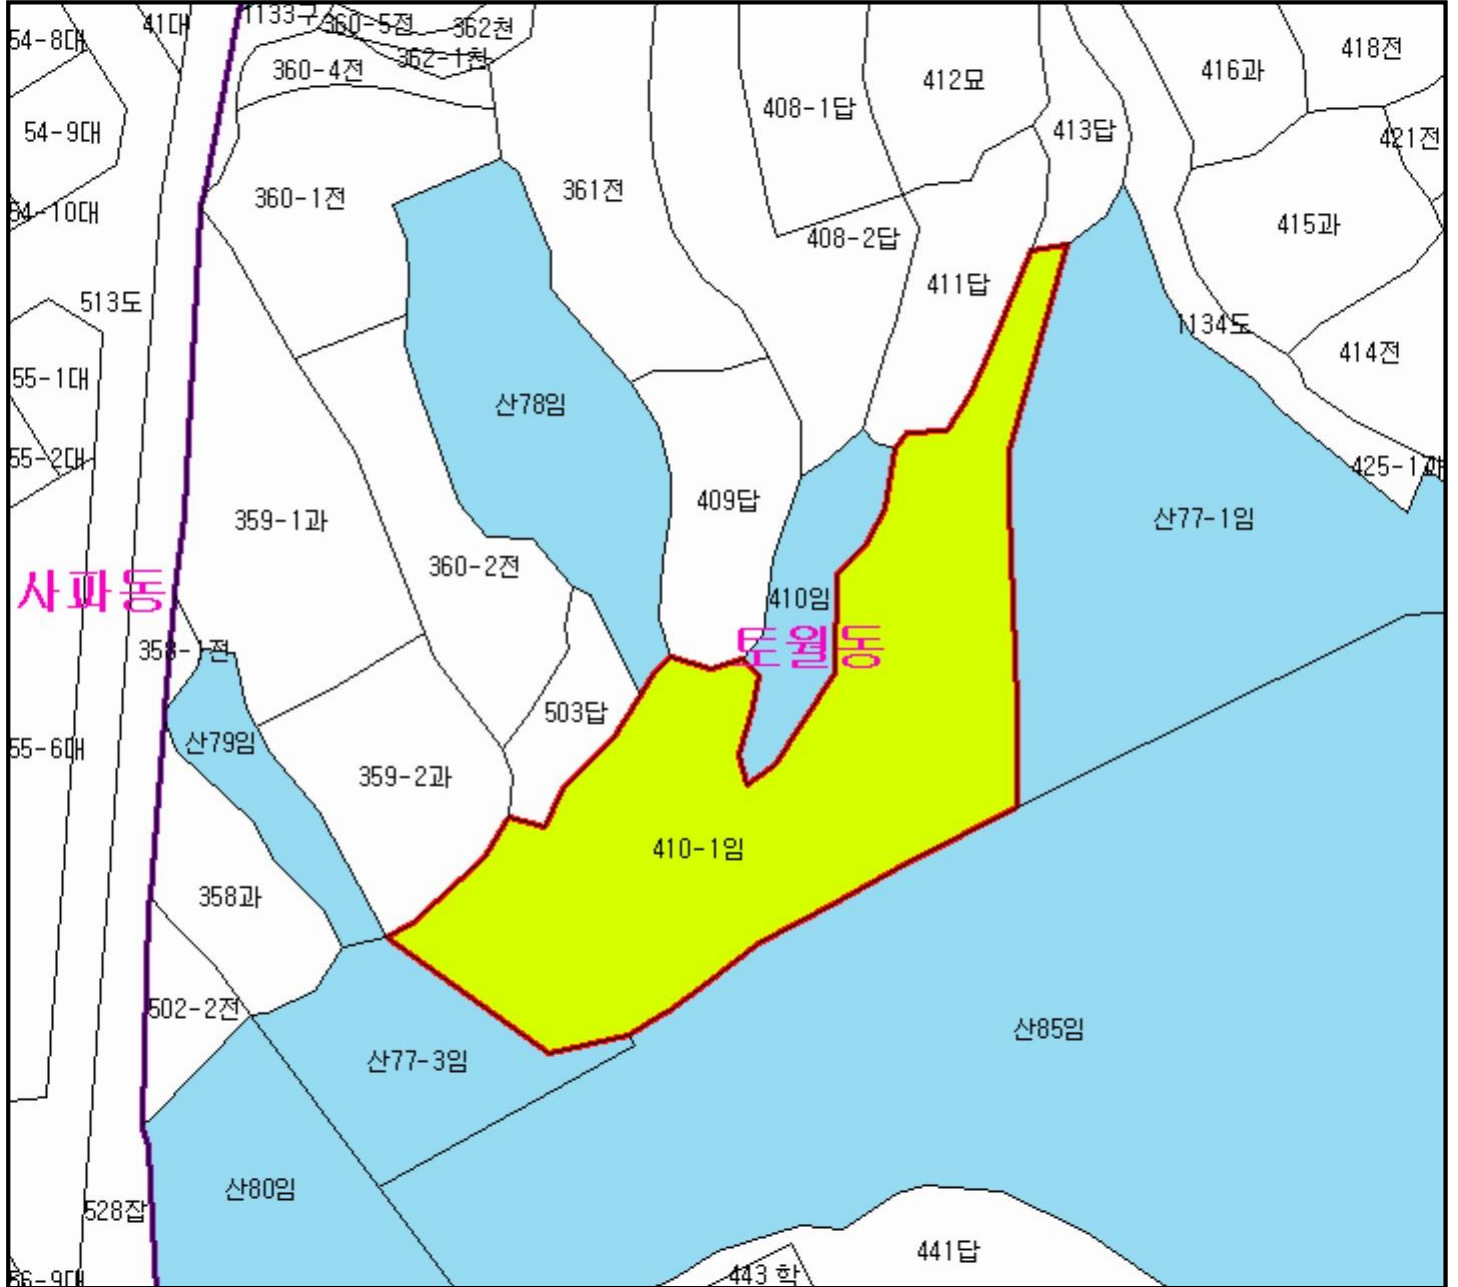 1133구
360-5전
362천
41대
54-8대
362-1천
360-4전
418전
416과
412묘
408-1답
413답
54-9대
421전
361전
360-1전
54-10대
415과
408-2답
411답
513도
1134도
414전
55-1대
산78임
55-2대
425-1과
409답
산77-1임
359-1과
360-2전
사파동
410임
토월동
358-1전
503답
산79임
55-6대
359-2과
410-1임
358과
502-2전
산85임
산77-3임
산80임
528잡
441답
443 학
56-9대